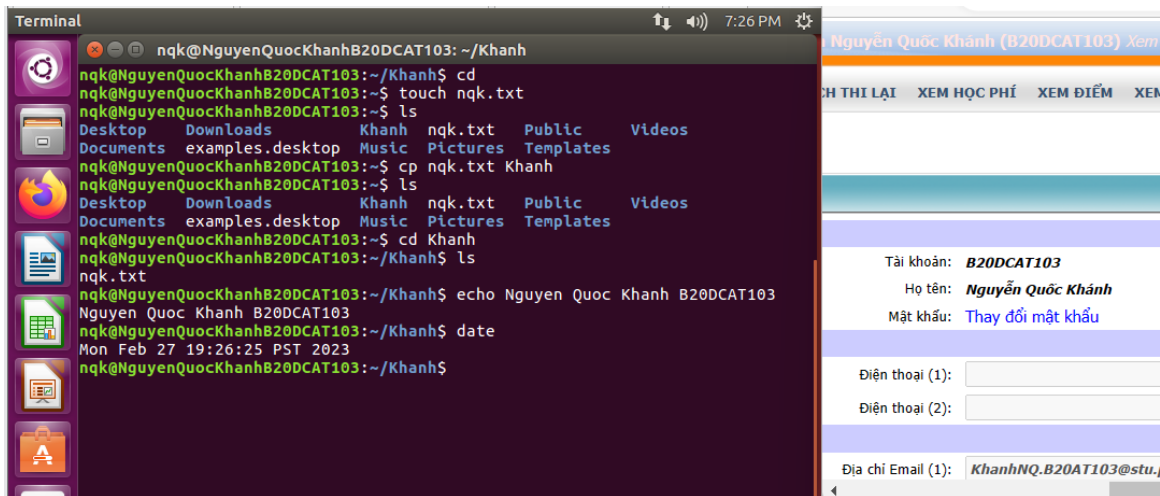 Terminal
7:26 PM
nqk@NguyenQuocKhanhB20DCAT103: ~/Khanh
nqk@NguyenQuocKhanhB20DCAT103:~/Khanh$ cd
nqk@NguyenQuocKhanhB20DCAT103:~$ touch nqk.txt
nqk@NguyenQuocKhanhB20DCAT103:~$ ls
Desktop Downloads Khanh nqk.txt Public Videos
Documents examples.desktop Music Pictures Templates
nqk@NguyenQuocKhanhB20DCAT103:~$ cp nqk.txt Khanh
nqk@NguyenQuocKhanhB20DCAT103:~$ ls
Desktop Downloads Khanh nqk.txt Public Videos
Documents examples.desktop Music Pictures Templates
nqk@NguyenQuocKhanhB20DCAT103:~$ cd Khanh
nqk@NguyenQuocKhanhB20DCAT103:~/Khanh$ ls
nqk.txt
nqk@NguyenQuocKhanhB20DCAT103:~/Khanh$ echo Nguyen Quoc Khanh B20DCAT103
Nguyen Quoc Khanh B20DCAT103
nqk@NguyenQuocKhanhB20DCAT103:~/Khanh$ date
Mon Feb 27 19:26:25 PST 2023
nqk@NguyenQuocKhanhB20DCAT103:~/Khanh$
Nguyễn Quốc Khánh (B20DCAT103) Xem
CH THI LẠI XEM HỌC PHÍ XEM ĐIỂM XEM
Tài khoản: B20DCAT103
Họ tên: Nguyễn Quốc Khánh
Mật khẩu: Thay đổi mật khẩu
Điện thoại (1):
Điện thoại (2):
Địa chỉ Email (1): KhanhNQ.B20AT103@stu.p